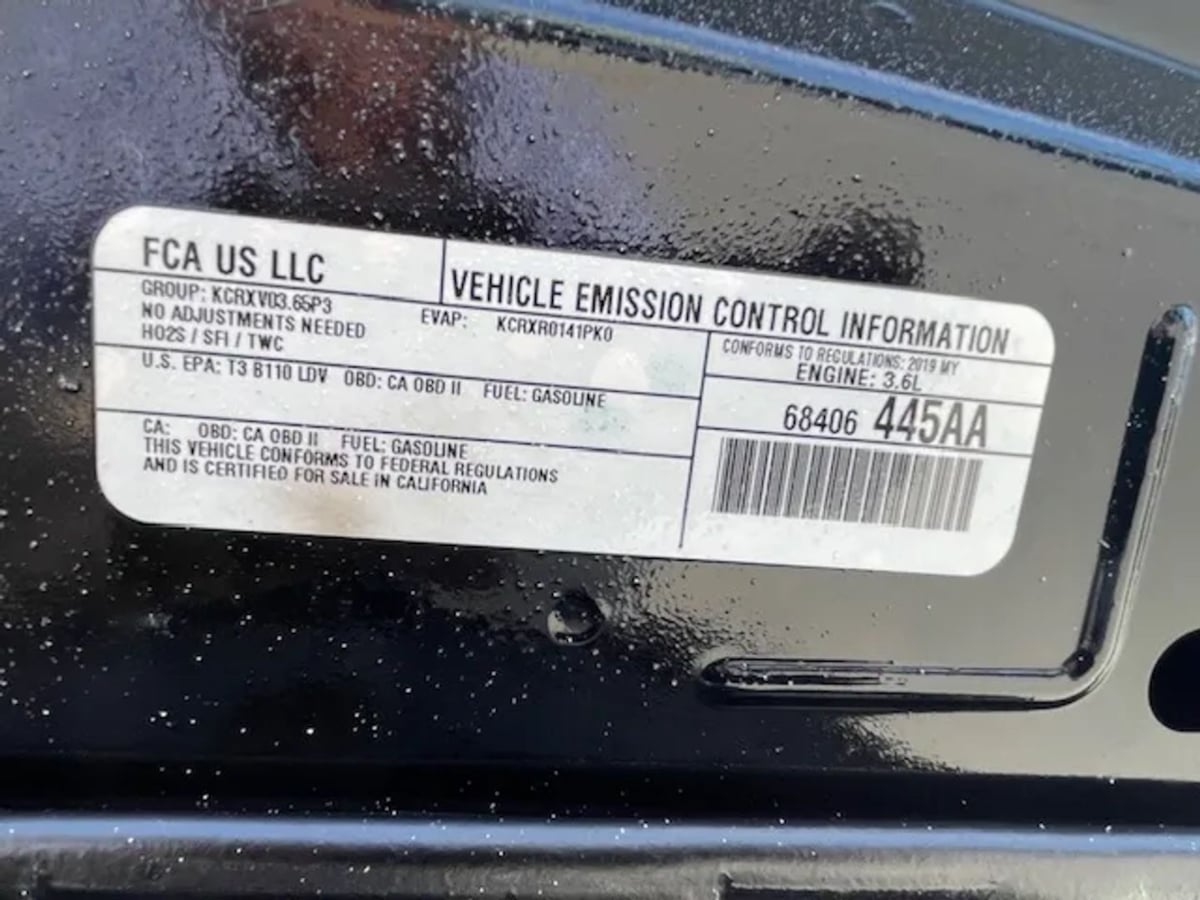 FCA US LLC
VEHICLE EMISSION CONTROL INFORMATION
GROUP: KCRXV03.65P3
EVAP: KCRXR0141PK0
NO ADJUSTMENTS NEEDED
HO2S / SFI / TWC
CONFORMS TO REGULATIONS: 2019 MY
ENGINE: 3.6L
U.S. EPA: T3 B110 LDV OBD: CA OBD II FUEL: GASOLINE
68406 445AA
CA: OBD: CA OBD II FUEL: GASOLINE
THIS VEHICLE CONFORMS TO FEDERAL REGULATIONS
AND IS CERTIFIED FOR SALE IN CALIFORNIA